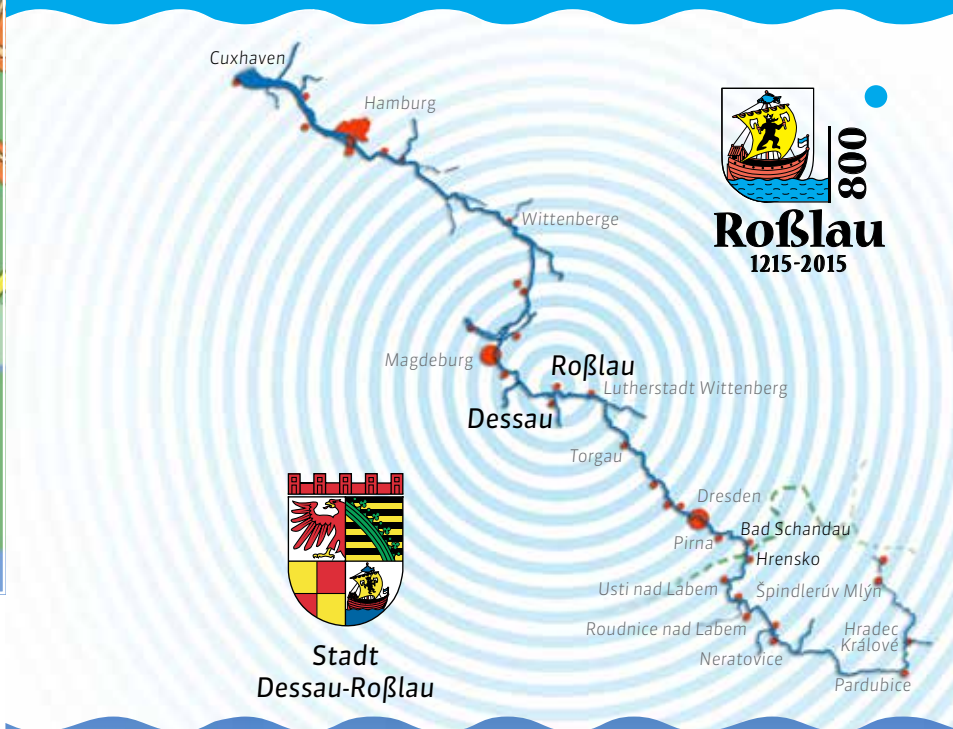 Cuxhaven
Hamburg
800
Roßlau
1215-2015
Wittenberge
Magdeburg
Roßlau
Lutherstadt Wittenberg
Dessau
Torgau
Dresden
Bad Schandau
Pirna
Hrensko
Usti nad Labem
Špindlerúv Mlýn
Roudnice nad Labem
Hradec
Králové
Neratovice
Pardubice
Stadt
Dessau-Roßlau